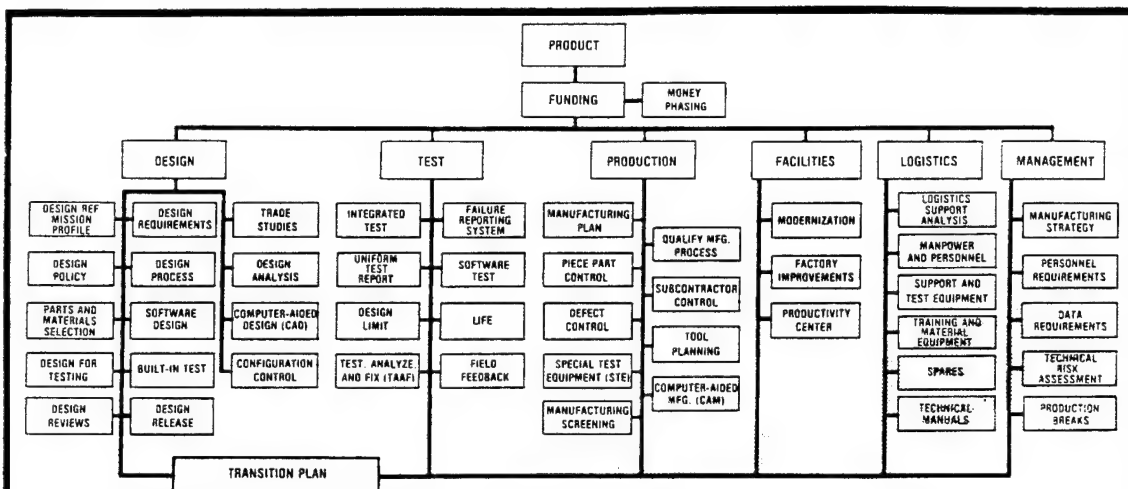 PRODUCT
FUNDING
MONEY
PHASING
DESIGN
TEST
PRODUCTION
FACILITIES
LOGISTICS
MANAGEMENT
DESIGN REF
MISSION
PROFILE
DESIGN
POLICY
PARTS AND
MATERIALS
SELECTION
DESIGN FOR
TESTING
DESIGN
REVIEWS
DESIGN
REQUIREMENTS
DESIGN
PROCESS
SOFTWARE
DESIGN
BUILT-IN TEST
DESIGN
RELEASE
TRADE
STUDIES
DESIGN
ANALYSIS
COMPUTER-AIDED
DESIGN (CAD)
CONFIGURATION
CONTROL
INTEGRATED
TEST
UNIFORM
TEST
REPORT
DESIGN
LIMIT
TEST. ANALYZE.
AND FIX (TAAF)
FAILURE
REPORTING
SYSTEM
SOFTWARE
TEST
LIFE
FIELD
FEEDBACK
MANUFACTURING
PLAN
PIECE PART
CONTROL
DEFECT
CONTROL
SPECIAL TEST
EQUIPMENT (STE)
MANUFACTURING
SCREENING
QUALIFY MFG.
PROCESS
SUBCONTRACTOR
CONTROL
TOOL
PLANNING
COMPUTER-AIDED
MFG. (CAM)
MODERNIZATION
FACTORY
IMPROVEMENTS
PRODUCTIVITY
CENTER
LOGISTICS
SUPPORT
ANALYSIS
MANPOWER
AND PERSONNEL
SUPPORT AND
TEST EQUIPMENT
TRAINING AND
MATERIAL
EQUIPMENT
SPARES
TECHNICAL-
MANUALS
MANUFACTURING
STRATEGY
PERSONNEL
REQUIREMENTS
DATA
REQUIREMENTS
TECHNICAL
RISK
ASSESSMENT
PRODUCTION
BREAKS
TRANSITION PLAN